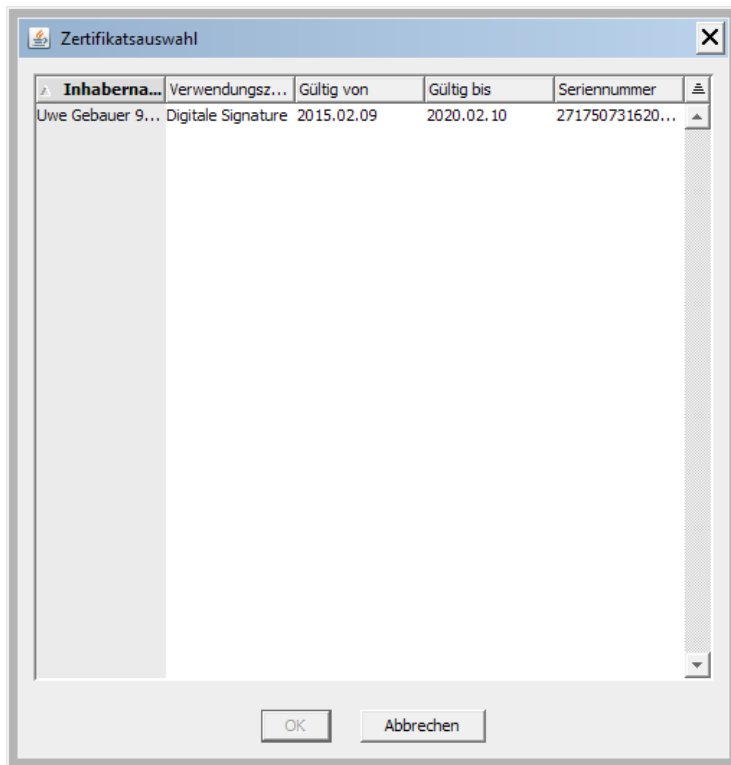 Zertifikatsauswahl
Inhaberna... Verwendungsz... Gültig von Gültig bis Seriennummer
Uwe Gebauer 9... Digitale Signature 2015.02.09 2020.02.10 271750731620...
OK Abbrechen